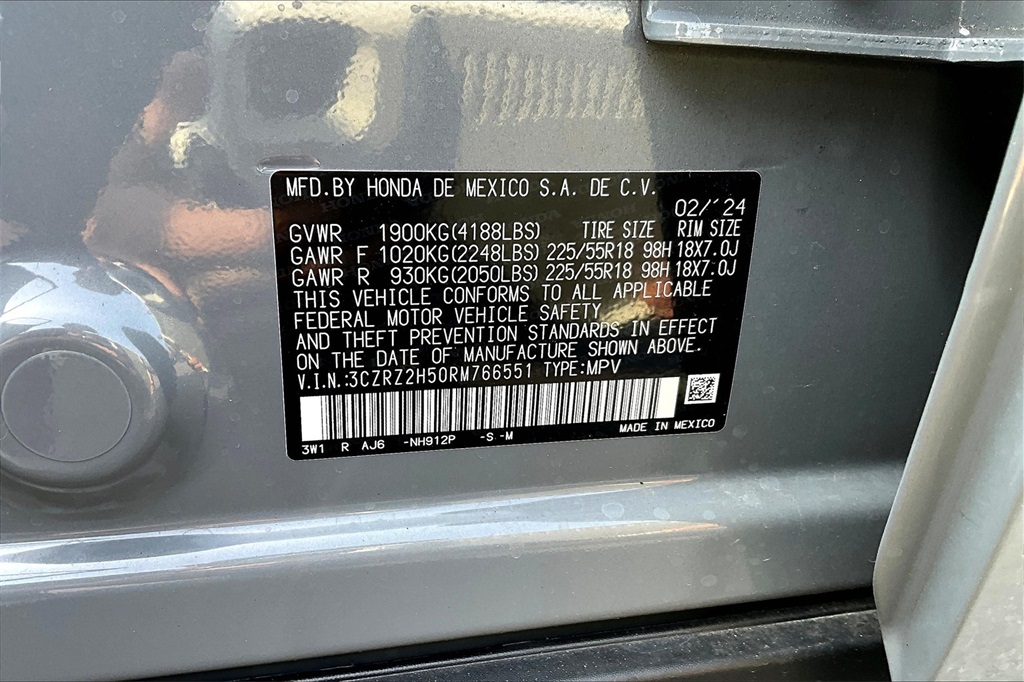 MFD.BY HONDA DE MEXICO S.A. DE C.V.
02/'24
GVWR 1900KG(4188LBS) TIRE SIZE RIM SIZE
GAWR F 1020KG(2248LBS) 225/55R18 98H 18X7.0J
GAWR R 930KG(2050LBS) 225/55R18 98H 18X7.0J
THIS VEHICLE CONFORMS TO ALL APPLICABLE
FEDERAL MOTOR VEHICLE SAFETY
AND THEFT PREVENTION STANDARDS IN EFFECT
ON THE DATE OF MANUFACTURE SHOWN ABOVE.
V.I.N.:3CZRZ2H50RM766551 TYPE:MPV
3W1 R AJ6 -NH912P -S -M MADE IN MEXICO